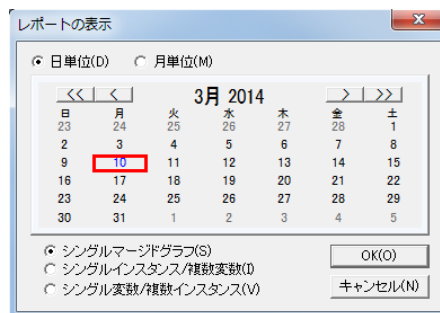 レポートの表示
日単位(D) 月単位(M)
<< < 3月 2014 > >>
日 月 火 水 木 金 土
23 24 25 26 27 28 1
2 3 4 5 6 7 8
9 10 11 12 13 14 15
16 17 18 19 20 21 22
23 24 25 26 27 28 29
30 31 1 2 3 4 5
シングルマージドグラフ(S)
シングルインスタンス/複数変数(I)
シングル変数/複数インスタンス(V)
OK(O)
キャンセル(N)